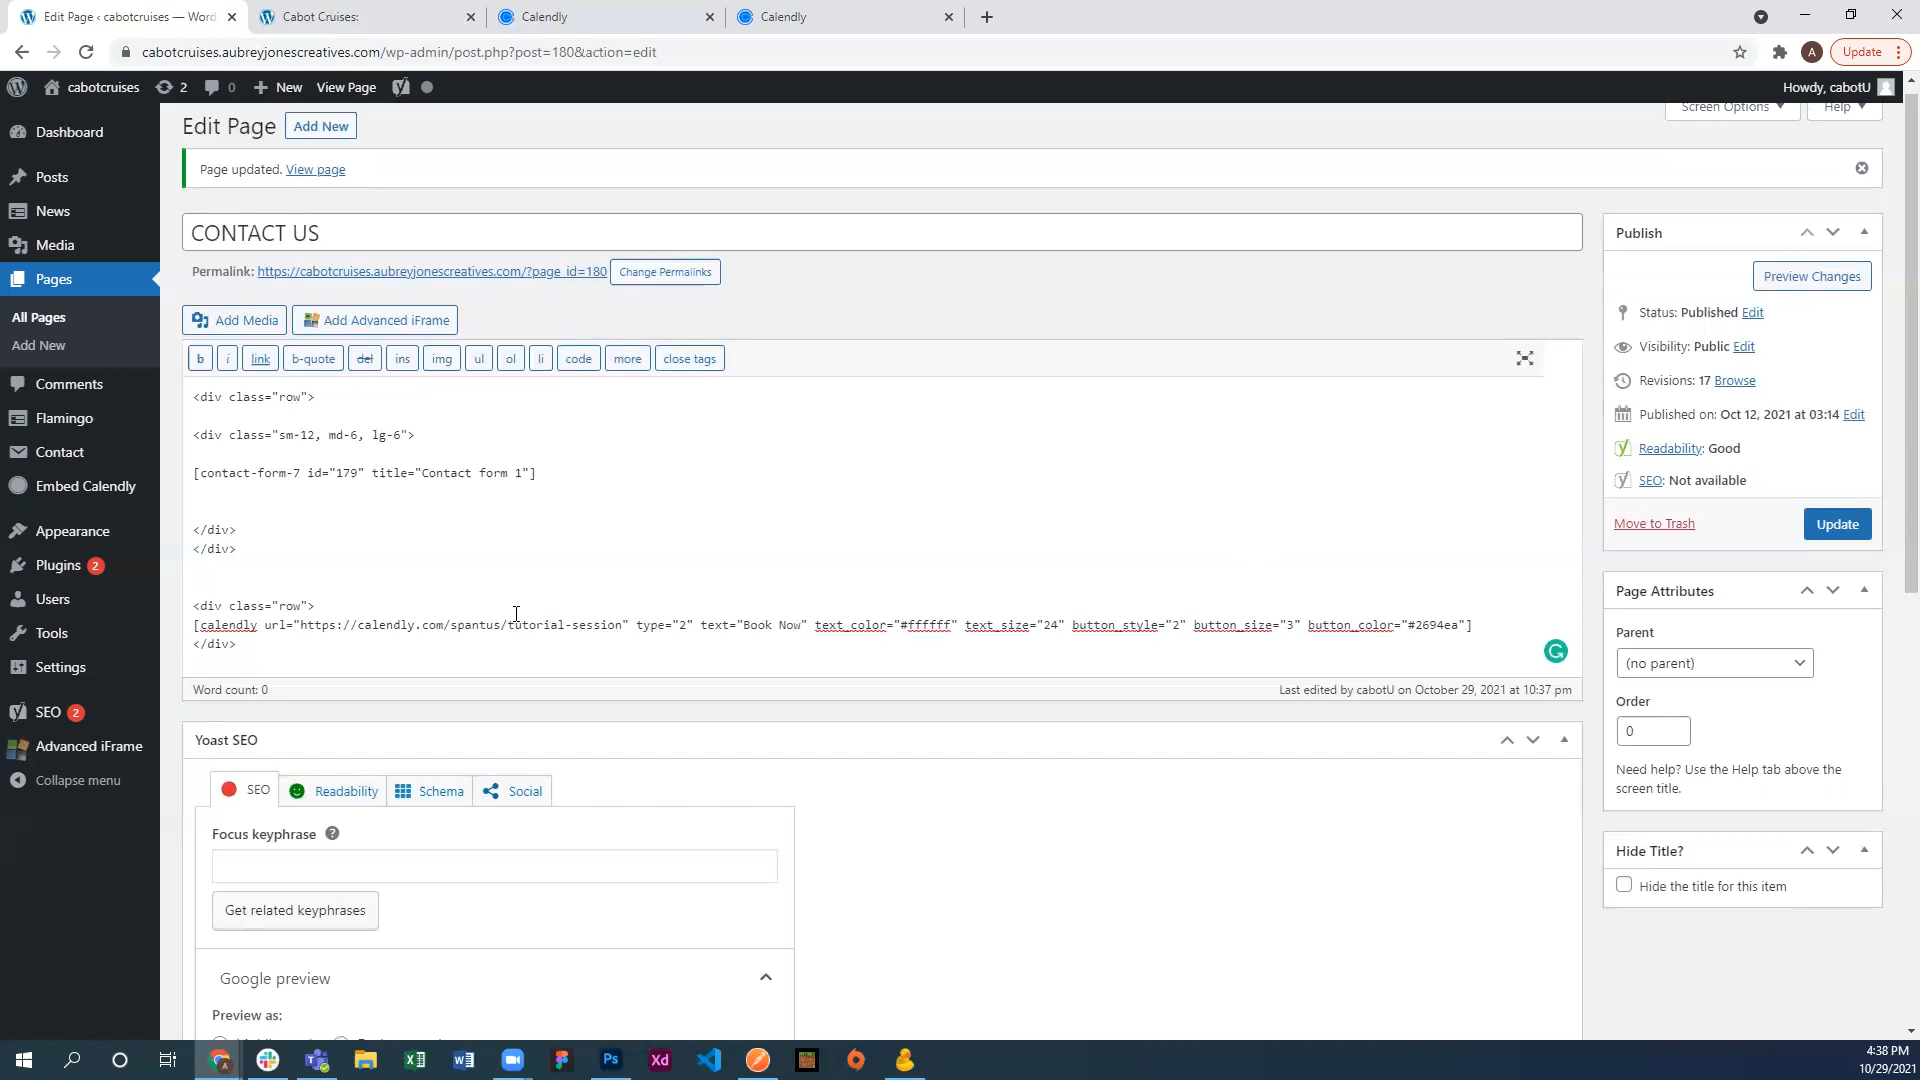 Edit Page ‹ cabotcruises — Word
Cabot Cruises:
Calendly
Calendly
cabotcruises.aubreyjonescreatives.com/wp-admin/post.php?post=180&action=edit
A
Update
cabotcruises
2
0
New
View Page
Howdy, cabotU
Edit Page
Add New
Screen Options
Help
Dashboard
Posts
News
Media
Pages
All Pages
Add New
Comments
Flamingo
Contact
Embed Calendly
Appearance
Plugins 2
Users
Tools
Settings
SEO 2
Advanced iFrame
Collapse menu
Page updated. View page
CONTACT US
Permalink: https://cabotcruises.aubreyjonescreatives.com/?page_id=180
Change Permalinks
Add Media
Add Advanced iFrame
b
i
link
b-quote
del
ins
img
ul
ol
li
code
more
close tags
<div class="row">
<div class="sm-12, md-6, lg-6">
[contact-form-7 id="179" title="Contact form 1"]
</div>
</div>
<div class="row">
[calendly url="https://calendly.com/spantus/tutorial-session" type="2" text="Book Now" text_color="#ffffff" text_size="24" button_style="2" button_size="3" button_color="#2694ea"]
</div>
Word count: 0
Last edited by cabotU on October 29, 2021 at 10:37 pm
Yoast SEO
SEO
Readability
Schema
Social
Focus keyphrase
Get related keyphrases
Google preview
Preview as:
Publish
Preview Changes
Status: Published Edit
Visibility: Public Edit
Revisions: 17 Browse
Published on: Oct 12, 2021 at 03:14 Edit
Readability: Good
SEO: Not available
Move to Trash
Update
Page Attributes
Parent
(no parent)
Order
0
Need help? Use the Help tab above the
screen title.
Hide Title?
Hide the title for this item
Ps
Xd
4:38 PM
10/29/2021